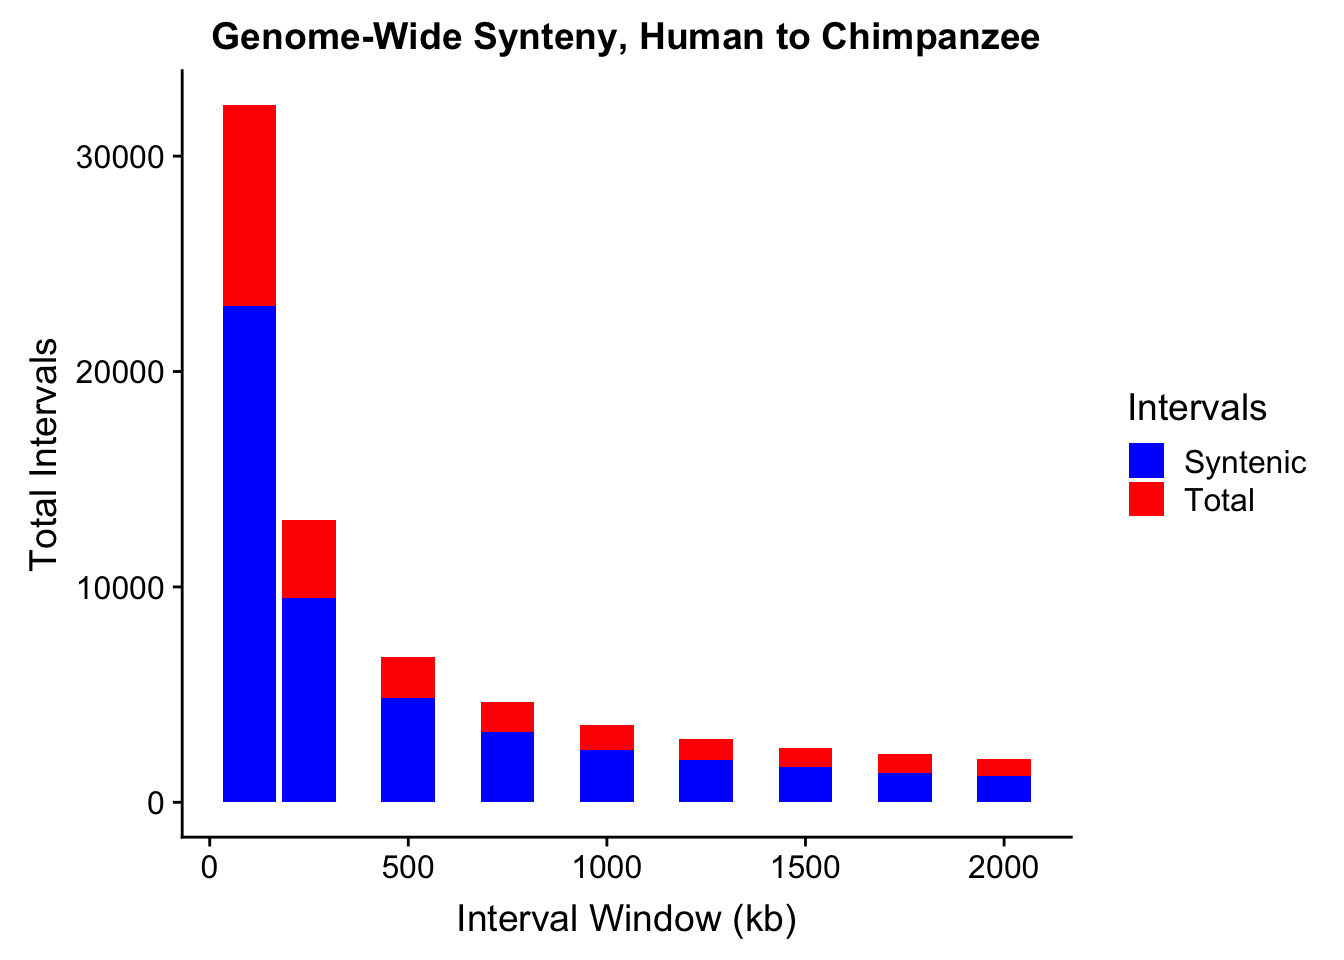 Genome-Wide Synteny, Human to Chimpanzee
Total Intervals
30000
20000
10000
0
0 500 1000 1500 2000
Interval Window (kb)
Intervals
Syntenic
Total